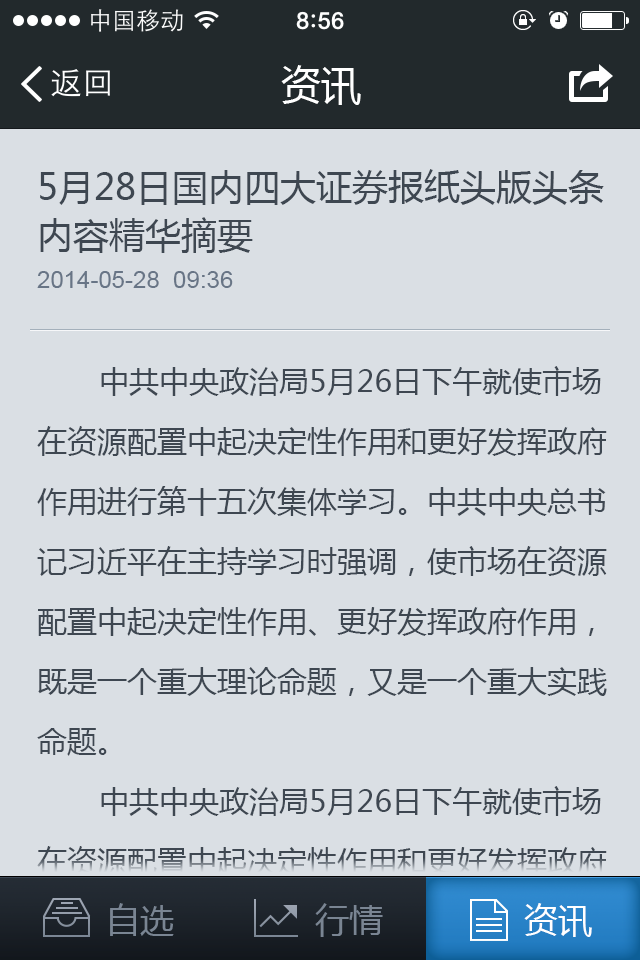 中国移动 8:56
返回 资讯
5月28日国内四大证券报纸头版头条
内容精华摘要
2014-05-28 09:36
中共中央政治局5月26日下午就使市场
在资源配置中起决定性作用和更好发挥政府
作用进行第十五次集体学习。中共中央总书
记习近平在主持学习时强调，使市场在资源
配置中起决定性作用、更好发挥政府作用，
既是一个重大理论命题，又是一个重大实践
命题。
中共中央政治局5月26日下午就使市场
在资源配置中起决定性作用和更好发挥政府
自选 行情 资讯